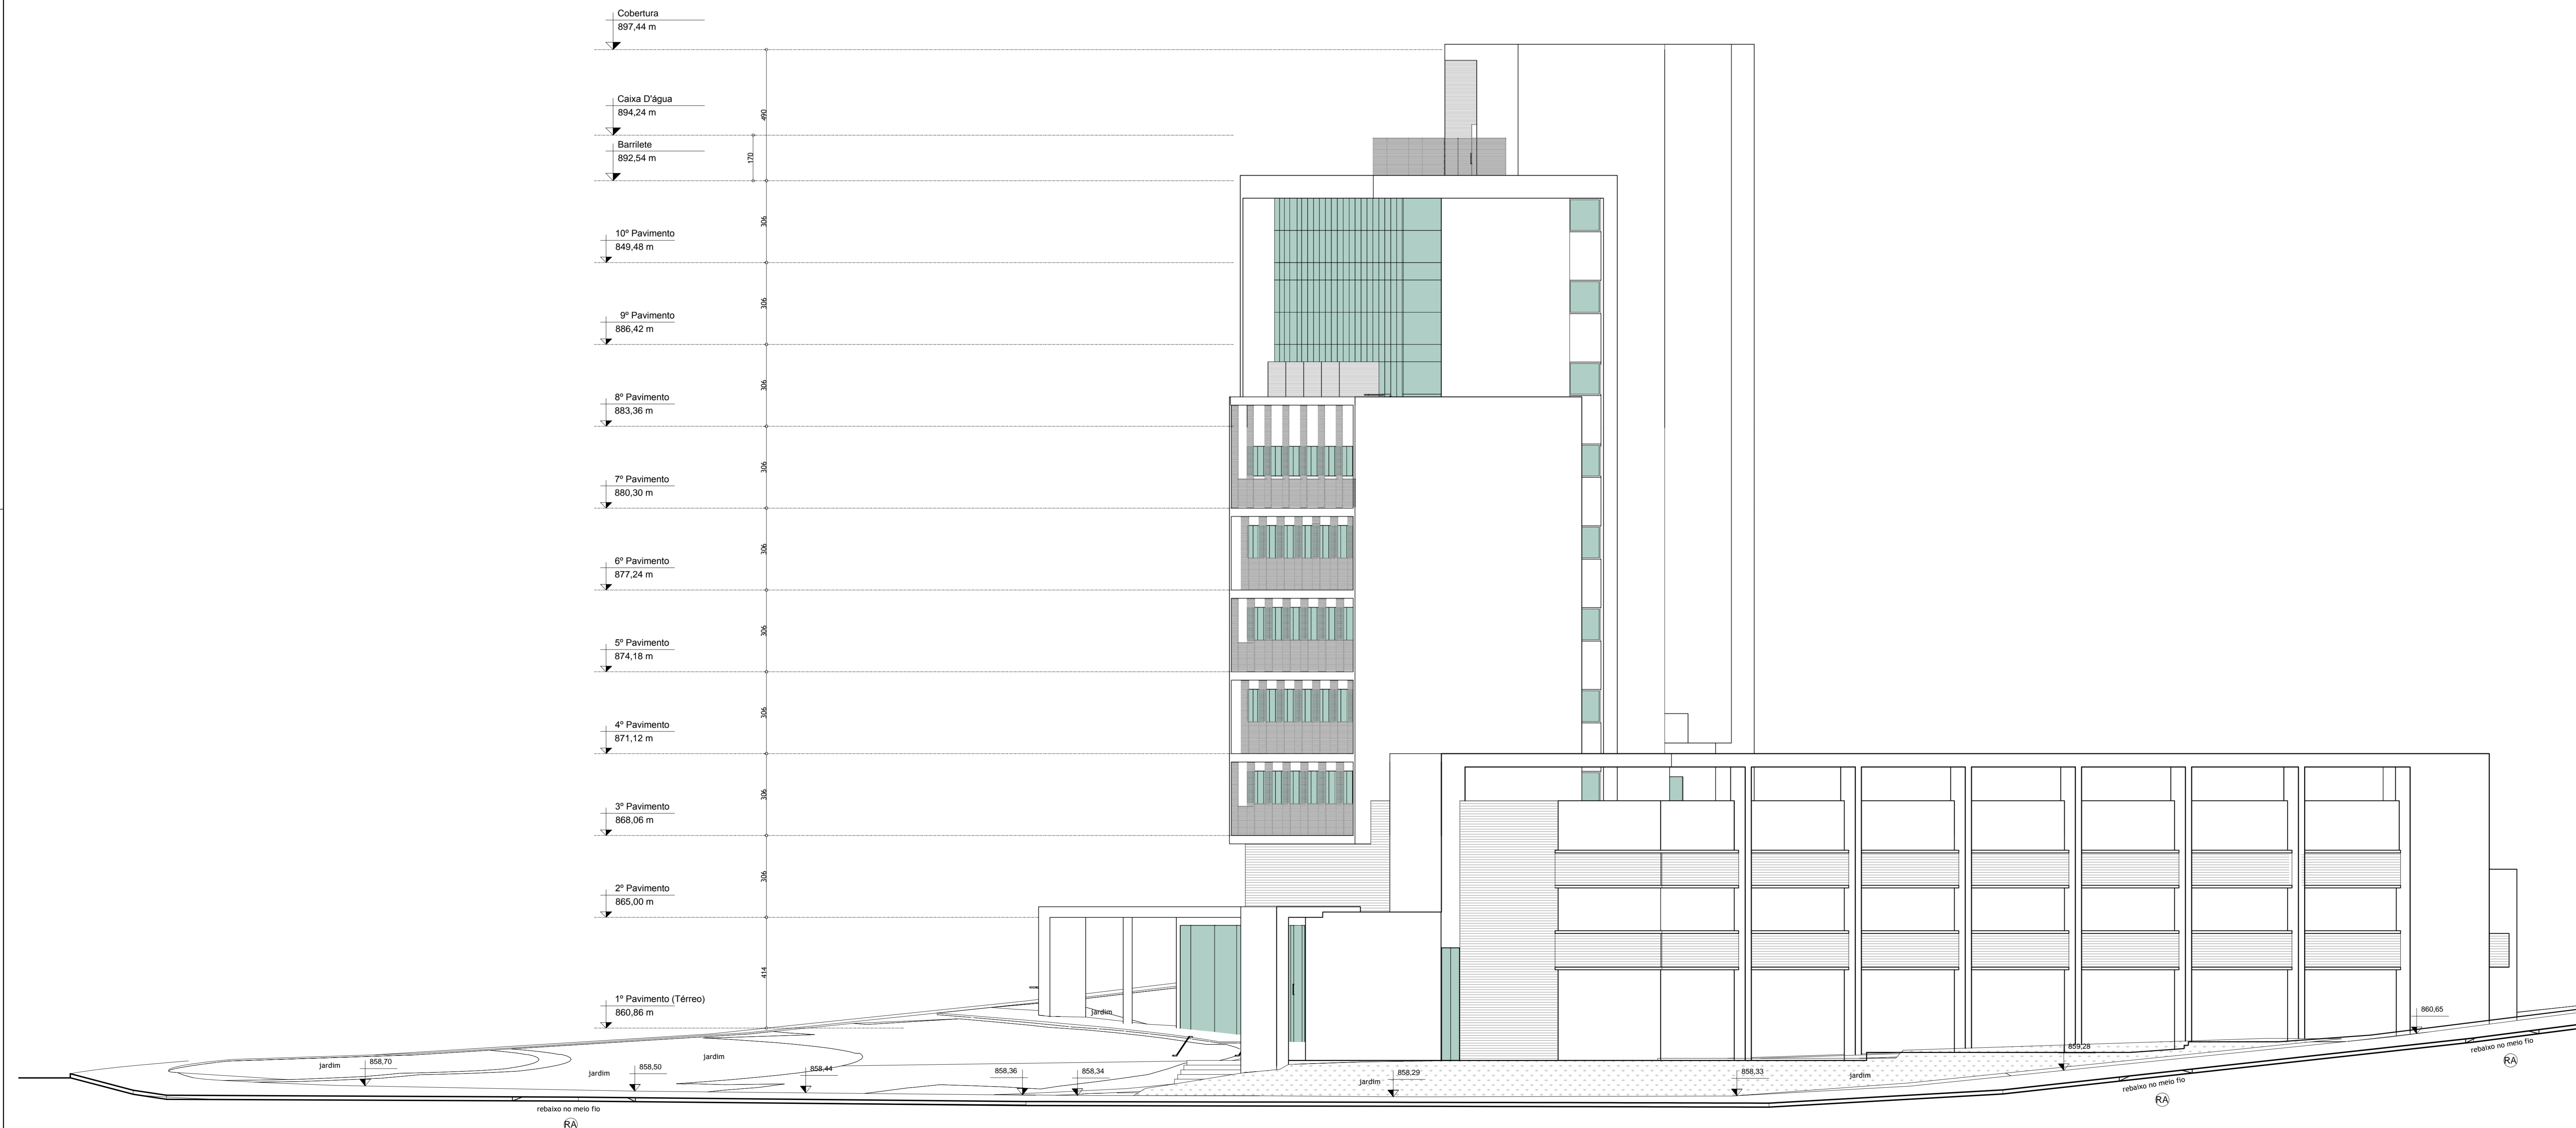 Cobertura
897,44 m
Caixa D'água
894,24 m
490
Barrilete
892,54 m
170
306
10º Pavimento
849,48 m
306
9º Pavimento
886,42 m
306
8º Pavimento
883,36 m
306
7º Pavimento
880,30 m
306
6º Pavimento
877,24 m
306
5º Pavimento
874,18 m
306
4º Pavimento
871,12 m
306
3º Pavimento
868,06 m
306
2º Pavimento
865,00 m
414
1º Pavimento (Térreo)
860,86 m
jardim
860,65
jardim
859,28
rebaixo no meio fio
RA
jardim
858,70
858,50
858,44
858,36
858,34
858,29
858,33
jardim
jardim
jardim
rebaixo no meio fio
RA
rebaixo no meio fio
RA